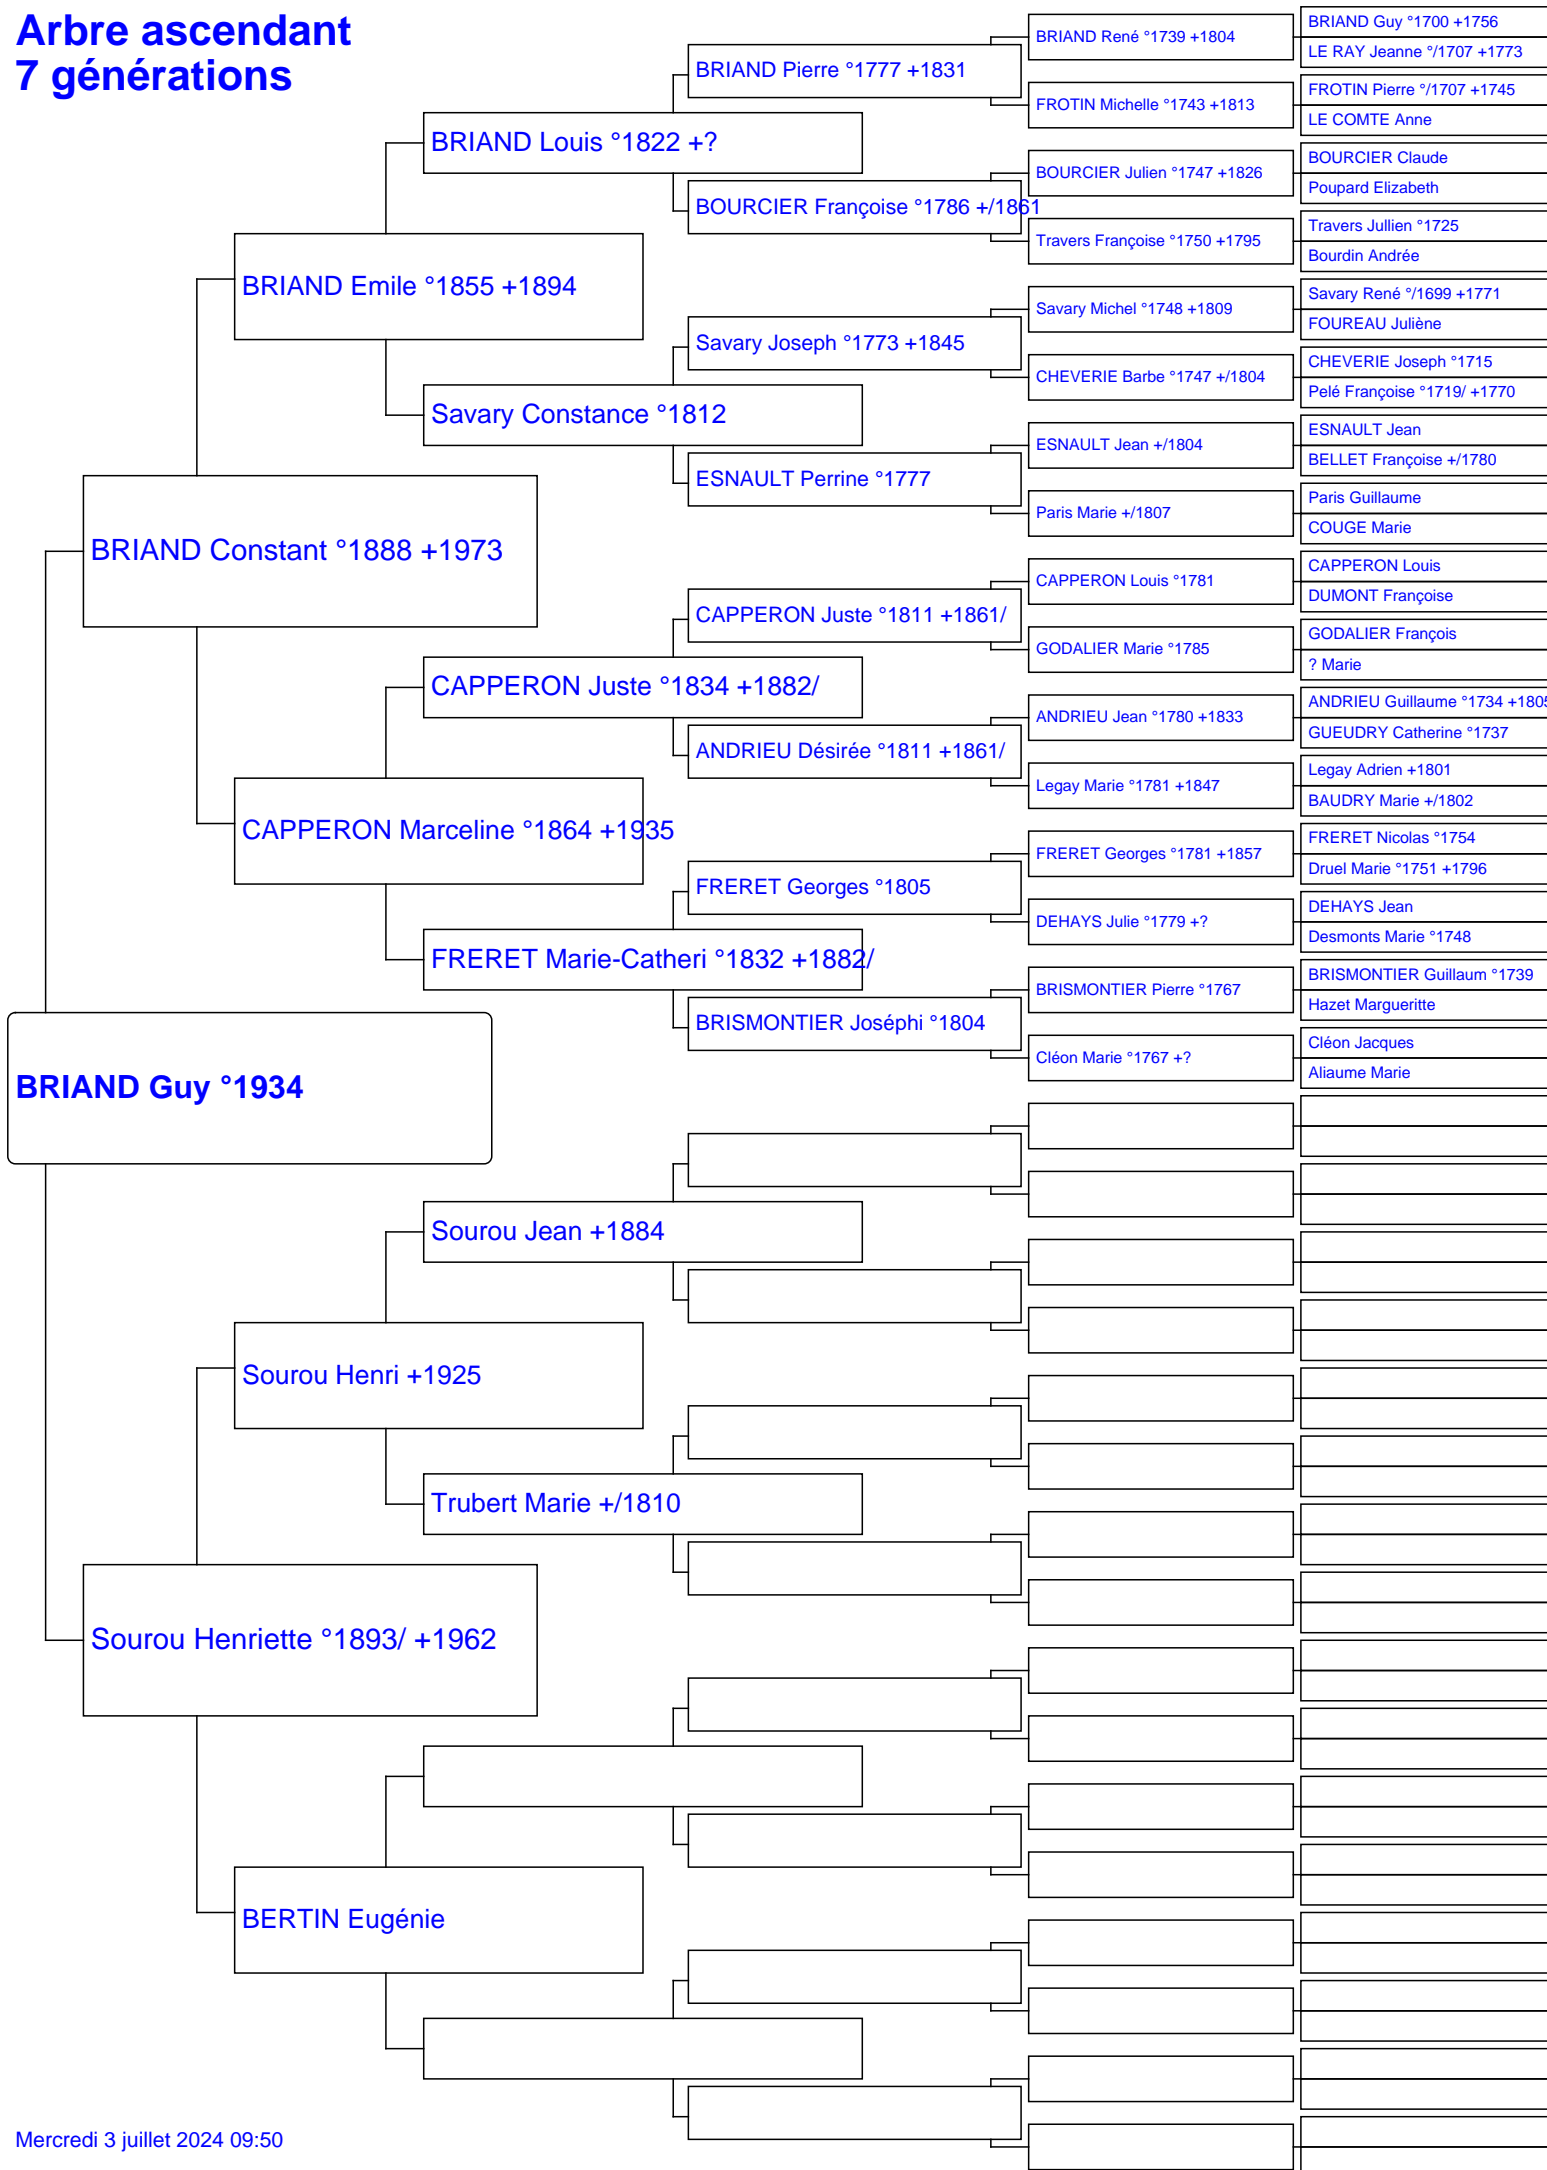 Arbre ascendant
7 générations
BRIAND Guy °1934
BRIAND Constant °1888 +1973
Sourou Henriette °1893/ +1962
BRIAND Emile °1855 +1894
CAPPERON Marceline °1864 +1935
Sourou Henri +1925
BERTIN Eugénie
BRIAND Louis °1822 +?
Savary Constance °1812
CAPPERON Juste °1834 +1882/
FRERET Marie-Catheri °1832 +1882/
Sourou Jean +1884
Trubert Marie +/1810
BRIAND Pierre °1777 +1831
BOURCIER Françoise °1786 +/1861
Savary Joseph °1773 +1845
ESNAULT Perrine °1777
CAPPERON Juste °1811 +1861/
ANDRIEU Désirée °1811 +1861/
FRERET Georges °1805
BRISMONTIER Joséphi °1804
BRIAND René °1739 +1804
FROTIN Michelle °1743 +1813
BOURCIER Julien °1747 +1826
Travers Françoise °1750 +1795
Savary Michel °1748 +1809
CHEVERIE Barbe °1747 +/1804
ESNAULT Jean +/1804
Paris Marie +/1807
CAPPERON Louis °1781
GODALIER Marie °1785
ANDRIEU Jean °1780 +1833
Legay Marie °1781 +1847
FRERET Georges °1781 +1857
DEHAYS Julie °1779 +?
BRISMONTIER Pierre °1767
Cléon Marie °1767 +?
BRIAND Guy °1700 +1756
LE RAY Jeanne °/1707 +1773
FROTIN Pierre °/1707 +1745
LE COMTE Anne
BOURCIER Claude
Poupard Elizabeth
Travers Jullien °1725
Bourdin Andrée
Savary René °/1699 +1771
FOUREAU Juliène
CHEVERIE Joseph °1715
Pelé Françoise °1719/ +1770
ESNAULT Jean
BELLET Françoise +/1780
Paris Guillaume
COUGE Marie
CAPPERON Louis
DUMONT Françoise
GODALIER François
? Marie
ANDRIEU Guillaume °1734 +1805
GUEUDRY Catherine °1737
Legay Adrien +1801
BAUDRY Marie +/1802
FRERET Nicolas °1754
Druel Marie °1751 +1796
DEHAYS Jean
Desmonts Marie °1748
BRISMONTIER Guillaum °1739
Hazet Margueritte
Cléon Jacques
Aliaume Marie
Mercredi 3 juillet 2024 09:50